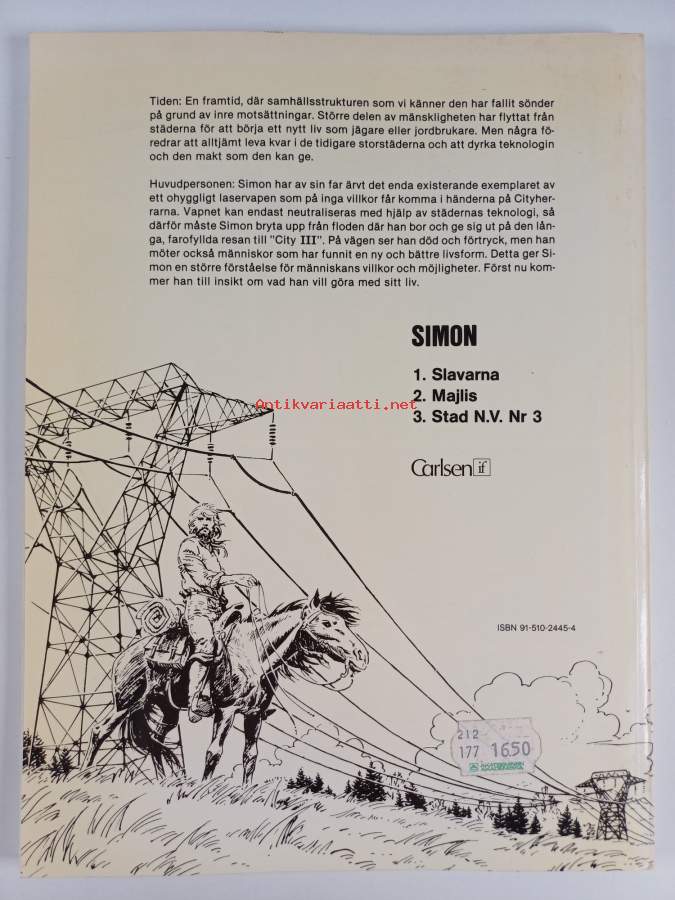 Tiden: En framtid, där samhällsstrukturen som vi känner den har fallit sönder
på grund av inre motsättningar. Större delen av mänskligheten har flyttat från
städerna för att börja ett nytt liv som jägare eller jordbrukare. Men några fö-
redrar att alltjämt leva kvar i de tidigare storstäderna och att dyrka teknologin
och den makt som den kan ge.
Huvudpersonen: Simon har av sin far ärvt det enda existerande exemplaret av
ett ohyggligt laservapen som på inga villkor får komma i händerna på Cityher-
rarna. Vapnet kan endast neutraliseras med hjälp av städernas teknologi, så
därför måste Simon bryta upp från floden där han bor och ge sig ut på den lån-
ga, farofyllda resan till "City III". På vägen ser han död och förtryck, men han
möter också människor som har funnit en ny och bättre livsform. Detta ger Si-
mon en större förståelse för människans villkor och möjligheter. Först nu kom-
mer han till insikt om vad han vill göra med sitt liv.
SIMON
1. Slavarna
2. Majlis
3. Stad N.V. Nr 3
Antikvariaatti.net
Carlsen if
ISBN 91-510-2445-4
212
177 16.50